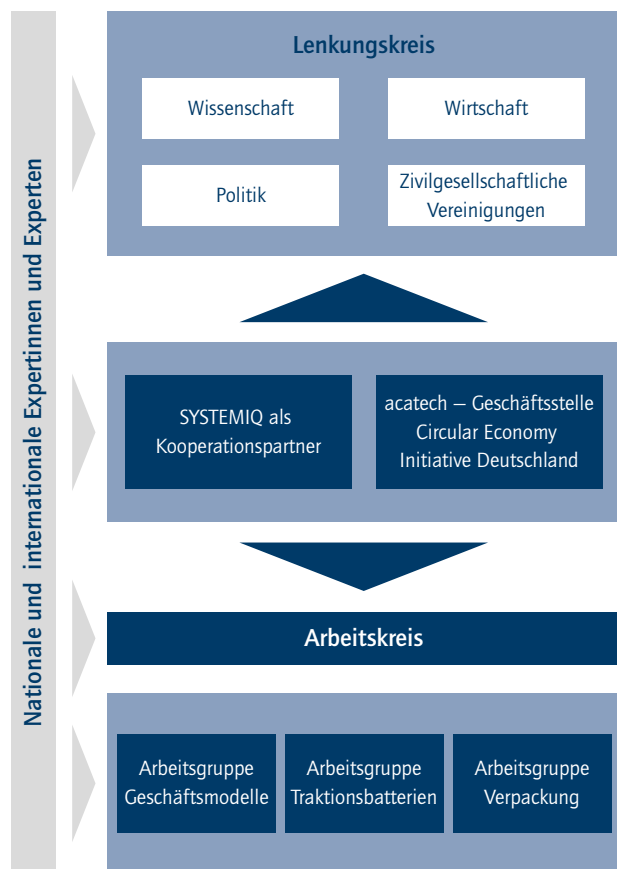 Nationale und internationale Expertinnen und Experten
Lenkungskreis
Wissenschaft
Wirtschaft
Politik
Zivilgesellschaftliche
Vereinigungen
SYSTEMIQ als
Kooperationspartner
acatech – Geschäftsstelle
Circular Economy
Initiative Deutschland
Arbeitskreis
Arbeitsgruppe
Geschäftsmodelle
Arbeitsgruppe
Traktionsbatterien
Arbeitsgruppe
Verpackung